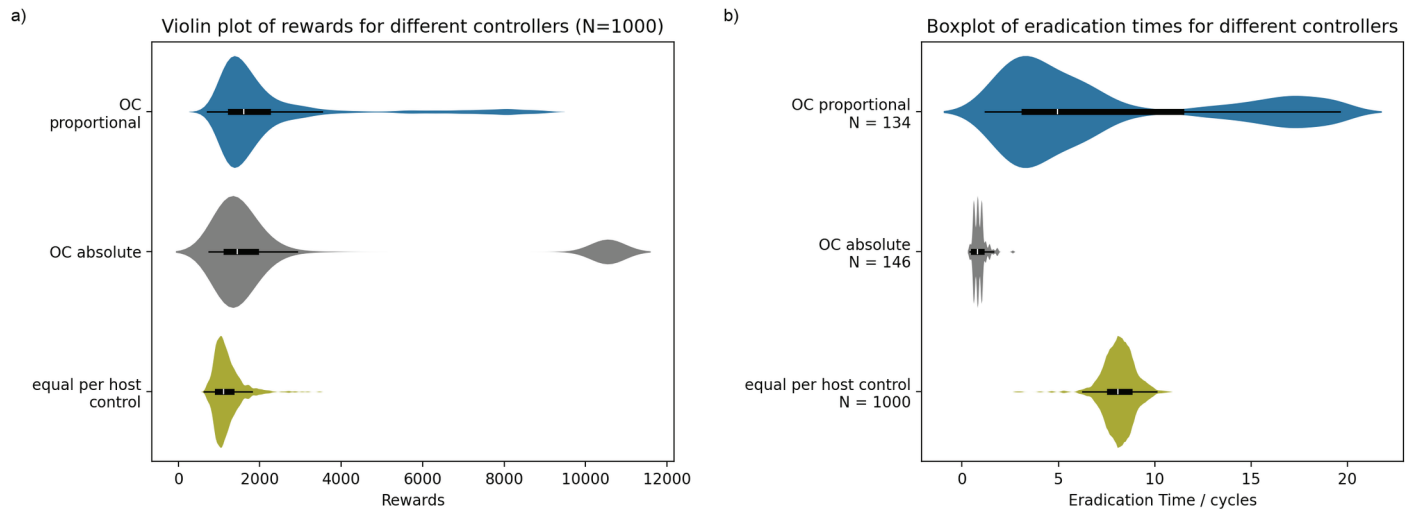 a)
Violin plot of rewards for different controllers (N=1000)
OC
proportional
OC absolute
equal per host
control
0 2000 4000 6000 8000 10000 12000
Rewards
b)
Boxplot of eradication times for different controllers
OC proportional
N = 134
OC absolute
N = 146
equal per host control
N = 1000
0 5 10 15 20
Eradication Time / cycles